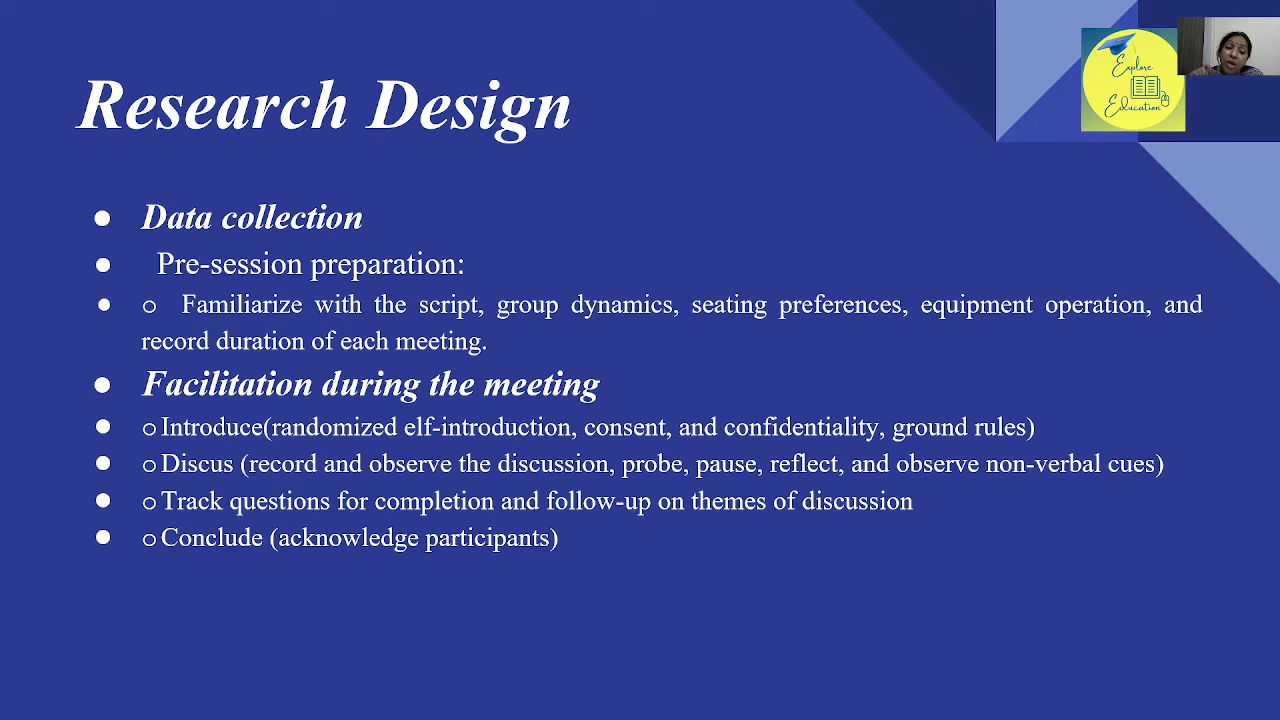 Explore
Education
Research Design
● Data collection
● Pre-session preparation:
● o Familiarize with the script, group dynamics, seating preferences, equipment operation, and
record duration of each meeting.
● Facilitation during the meeting
● o Introduce(randomized elf-introduction, consent, and confidentiality, ground rules)
● o Discus (record and observe the discussion, probe, pause, reflect, and observe non-verbal cues)
● o Track questions for completion and follow-up on themes of discussion
● o Conclude (acknowledge participants)